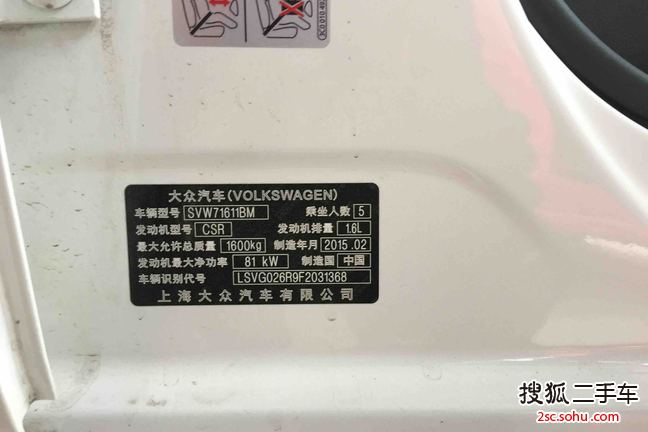 3C0 010 492
大众汽车(VOLKSWAGEN)
车辆型号 SVW71611BM 乘坐人数 5
发动机型号 CSR 发动机排量 1.6L
最大允许总质量 1600kg 制造年月 2015.02
发动机最大净功率 81 kW 制造国 中国
车辆识别代号 LSVG026R9F2031368
上海大众汽车有限公司
搜狐二手车
2sc.sohu.com